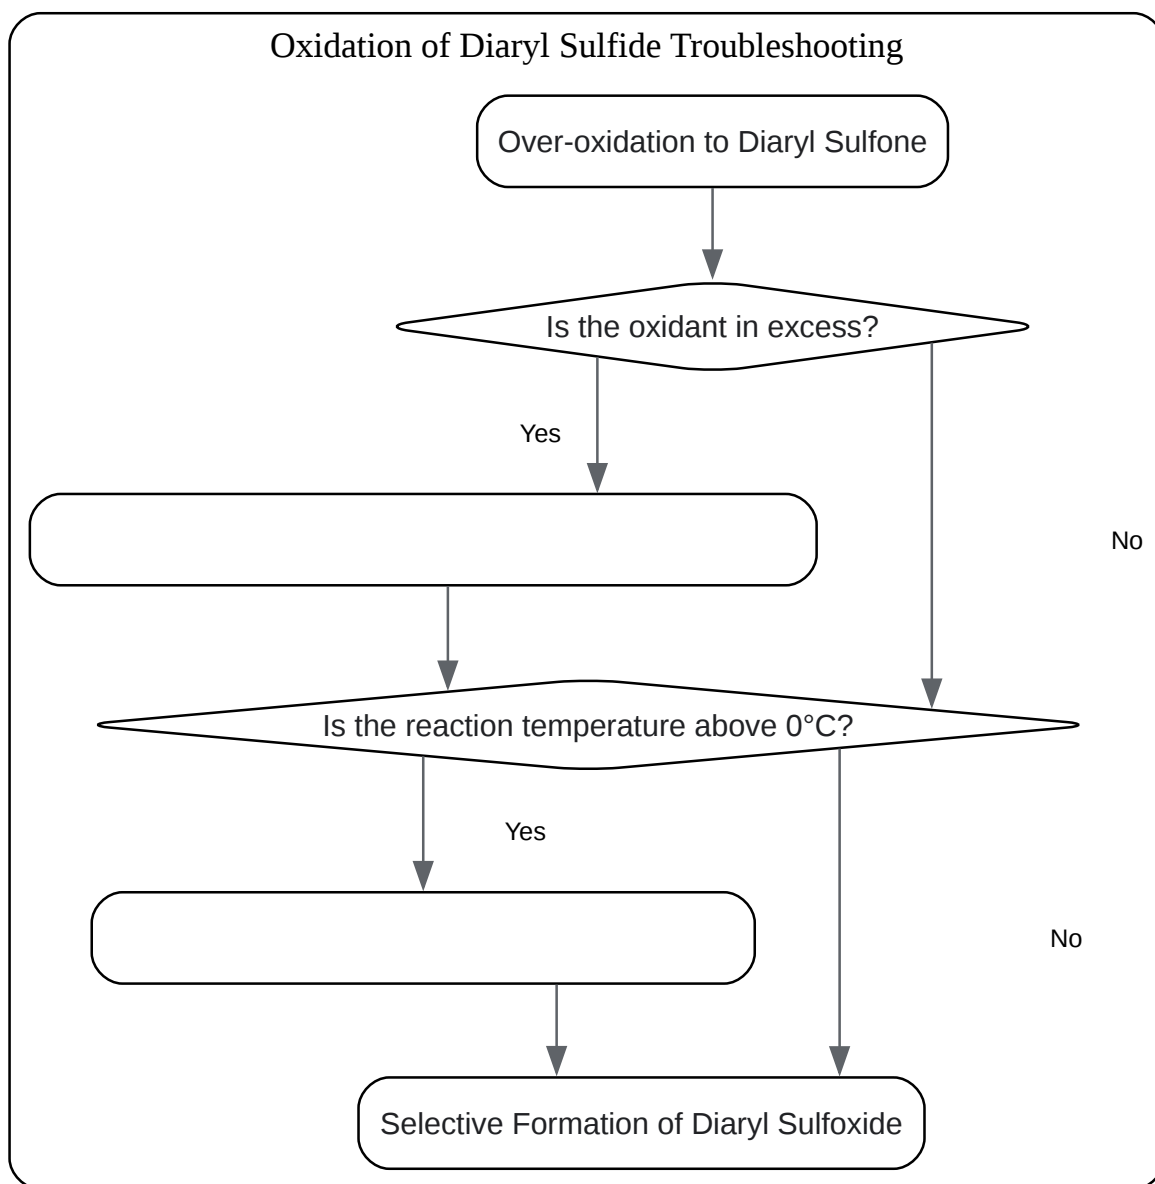 Oxidation of Diaryl Sulfide Troubleshooting
Over-oxidation to Diaryl Sulfone
Is the oxidant in excess?
Yes
No
Is the reaction temperature above 0°C?
Yes
No
Selective Formation of Diaryl Sulfoxide